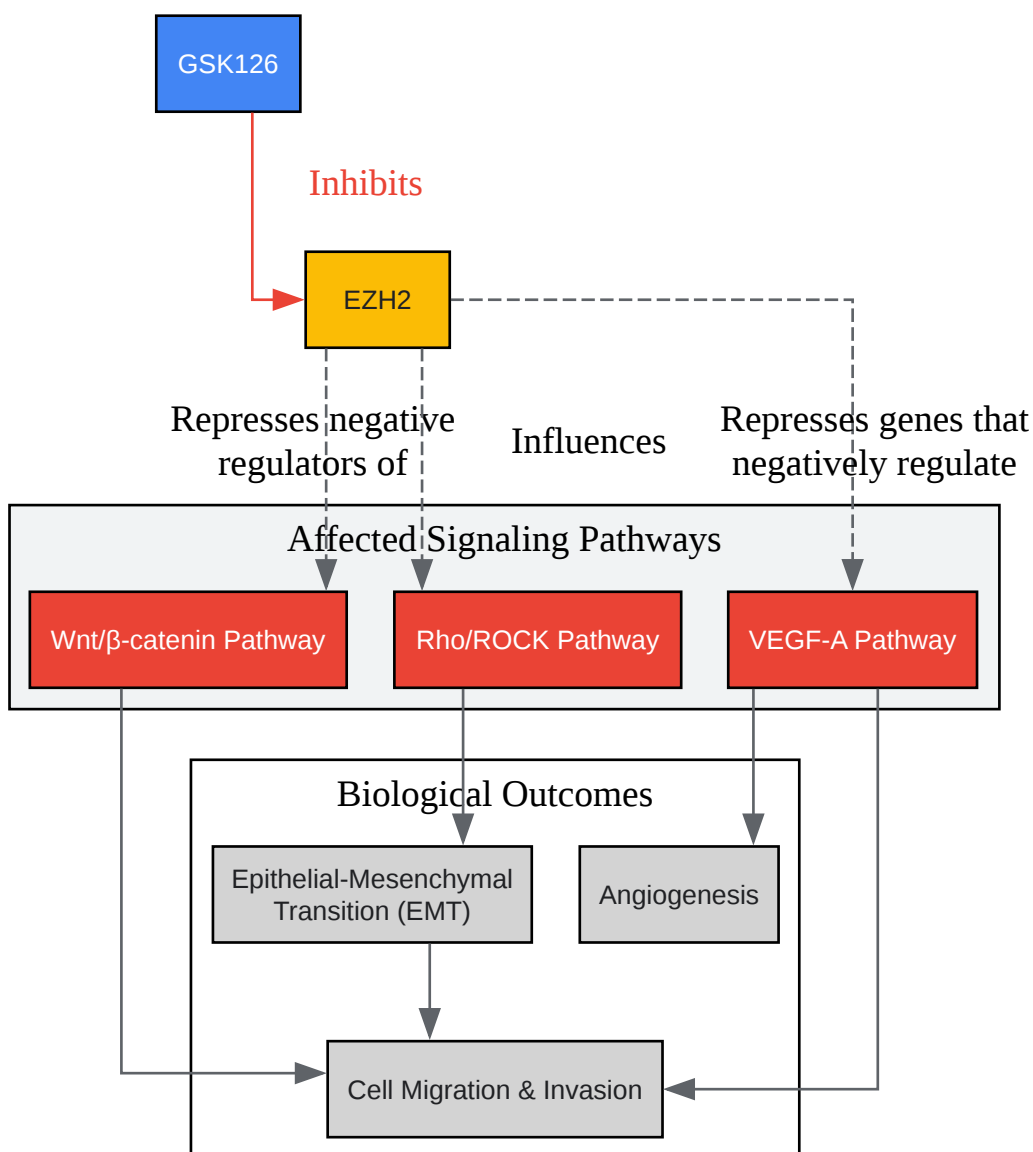 GSK126
Inhibits
EZH2
Represses negative
regulators of
Influences
Represses genes that
negatively regulate
Affected Signaling Pathways
Wnt/β-catenin Pathway
Rho/ROCK Pathway
VEGF-A Pathway
Biological Outcomes
Epithelial-Mesenchymal
Transition (EMT)
Angiogenesis
Cell Migration & Invasion